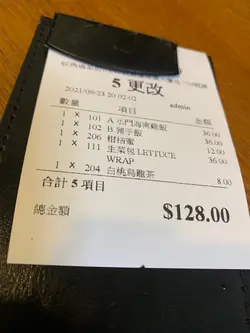 5 更改
2021/09/23 20:02:02 admin
數量 項目 金額
1 X 101 A.屯門海南雞飯 36.00
1 X 102 B.豬手飯 36.00
1 X 206 柑桔蜜 12.00
1 X 111 生菜包 LETTUCE WRAP 36.00
1 X 204 白桃烏龍茶 8.00
合計 5 項目
總金額 $128.00